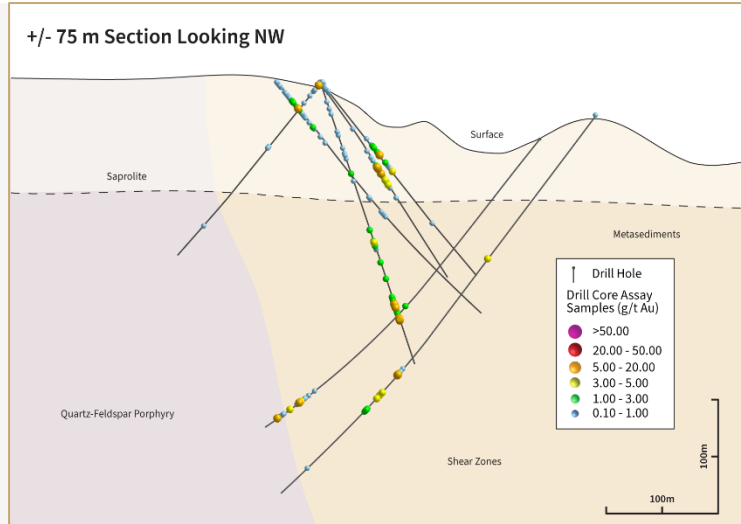 +/- 75 m Section Looking NW
Surface
Saprolite
Metasediments
Drill Hole
Drill Core Assay
Samples (g/t Au)
>50.00
20.00 - 50.00
5.00 - 20.00
3.00 - 5.00
1.00 - 3.00
0.10 - 1.00
Quartz-Feldspar Porphyry
Shear Zones
100m
100m